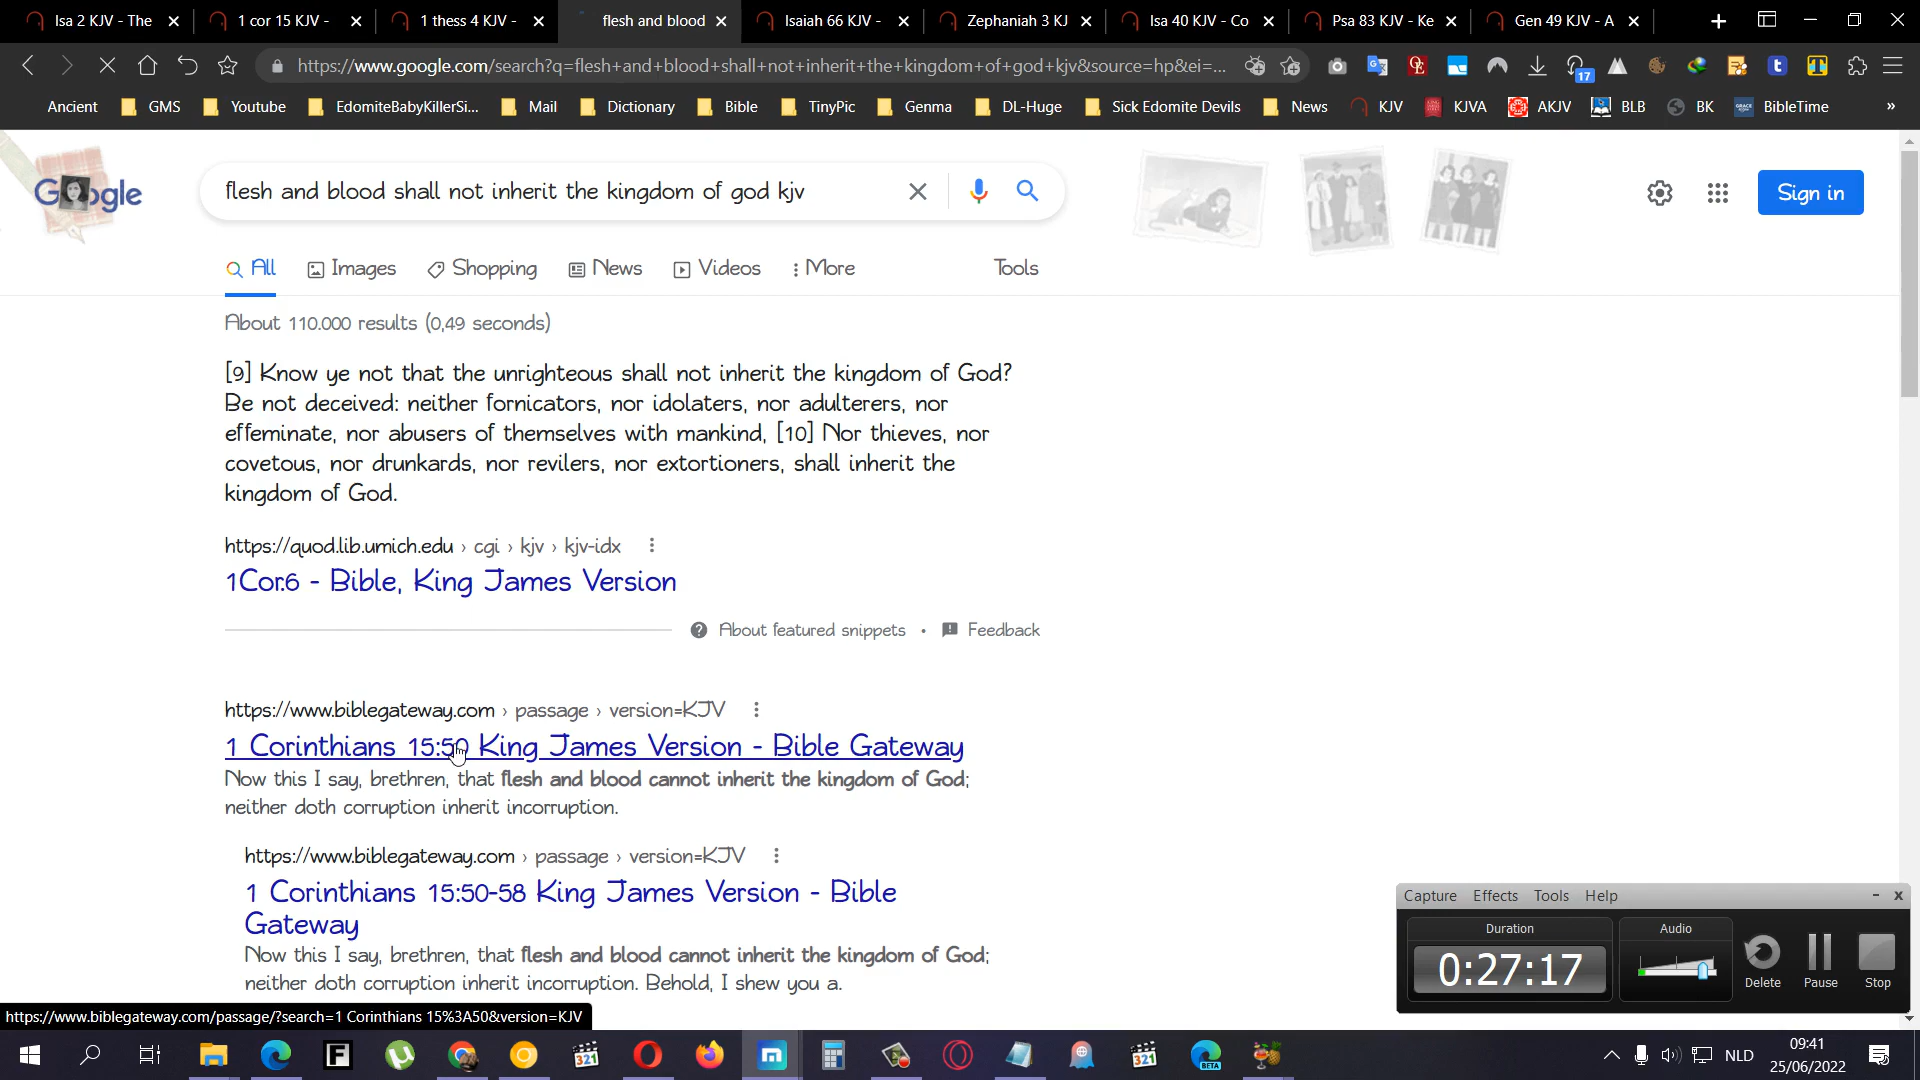 Isa 2 KJV - The
1 cor 15 KJV -
1 thess 4 KJV -
flesh and blood
Isaiah 66 KJV -
Zephaniah 3 KJ
Isa 40 KJV - Co
Psa 83 KJV - Ke
Gen 49 KJV - A
https://www.google.com/search?q=flesh+and+blood+shall+not+inherit+the+kingdom+of+god+kjv&source=hp&ei=...
17
Ancient GMS Youtube EdomiteBabyKillerSi... Mail Dictionary Bible TinyPic Genma DL-Huge Sick Edomite Devils News KJV KJVA AKJV BLB BK BibleTime »
Google
flesh and blood shall not inherit the kingdom of god kjv
Sign in
All Images Shopping News Videos More Tools
About 110.000 results (0,49 seconds)
[9] Know ye not that the unrighteous shall not inherit the kingdom of God?
Be not deceived: neither fornicators, nor idolaters, nor adulterers, nor
effeminate, nor abusers of themselves with mankind, [10] Nor thieves, nor
covetous, nor drunkards, nor revilers, nor extortioners, shall inherit the
kingdom of God.
https://quod.lib.umich.edu › cgi › kjv › kjv-idx
1Cor.6 - Bible, King James Version
About featured snippets • Feedback
https://www.biblegateway.com › passage › version=KJV
1 Corinthians 15:50 King James Version - Bible Gateway
Now this I say, brethren, that flesh and blood cannot inherit the kingdom of God;
neither doth corruption inherit incorruption.
https://www.biblegateway.com › passage › version=KJV
1 Corinthians 15:50-58 King James Version - Bible
Gateway
Now this I say, brethren, that flesh and blood cannot inherit the kingdom of God;
neither doth corruption inherit incorruption. Behold, I shew you a.
Capture Effects Tools Help
Duration
0:27:17
Audio
Delete
Pause
Stop
https://www.biblegateway.com/passage/?search=1 Corinthians 15%3A50&version=KJV
321
321
BETA
NLD
09:41
25/06/2022